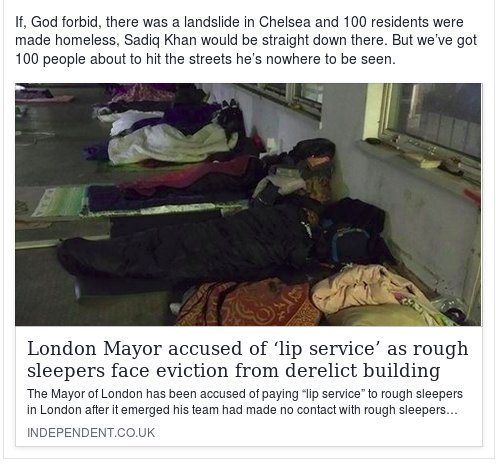 If, God forbid, there was a landslide in Chelsea and 100 residents were
made homeless, Sadiq Khan would be straight down there. But we’ve got
100 people about to hit the streets he’s nowhere to be seen.
London Mayor accused of ‘lip service’ as rough
sleepers face eviction from derelict building
The Mayor of London has been accused of paying “lip service” to rough sleepers
in London after it emerged his team had made no contact with rough sleepers…
INDEPENDENT.CO.UK